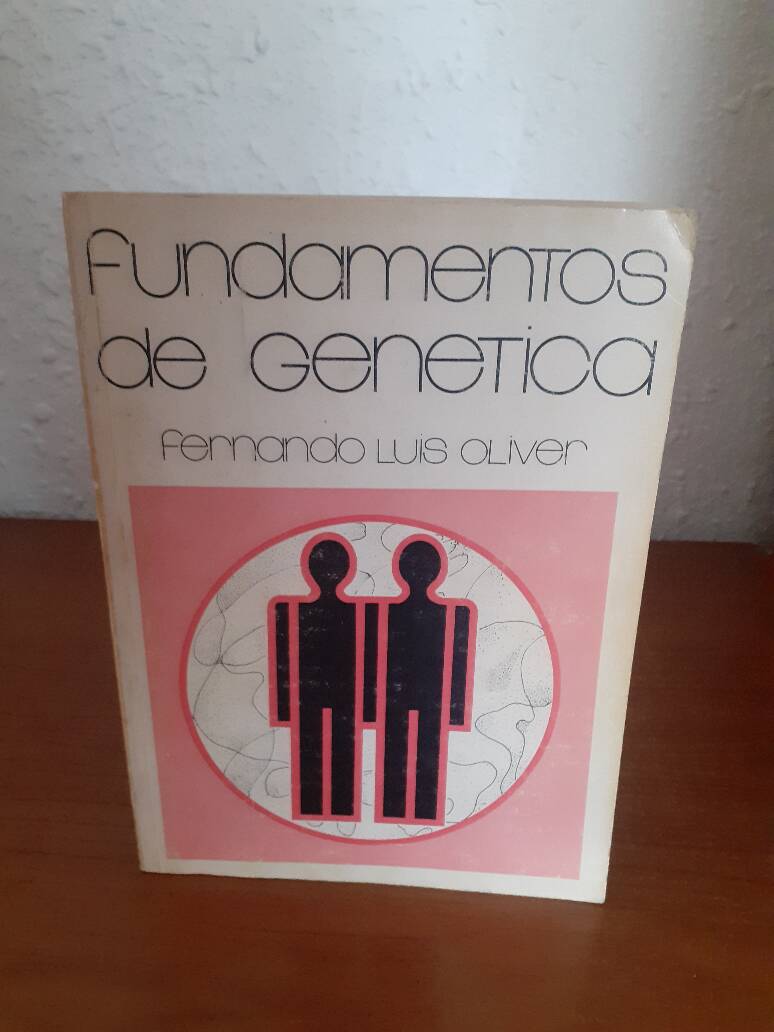 Fundamentos
de Genetica
Fernando Luis Oliver